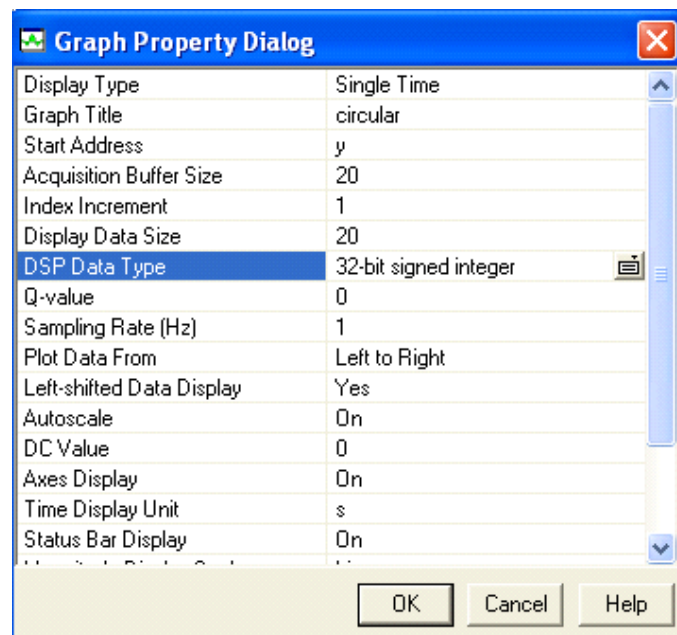 Graph Property Dialog
Display Type Single Time
Graph Title circular
Start Address y
Acquisition Buffer Size 20
Index Increment 1
Display Data Size 20
DSP Data Type 32-bit signed integer
Q-value 0
Sampling Rate (Hz) 1
Plot Data From Left to Right
Left-shifted Data Display Yes
Autoscale On
DC Value 0
Axes Display On
Time Display Unit s
Status Bar Display On
OK Cancel Help